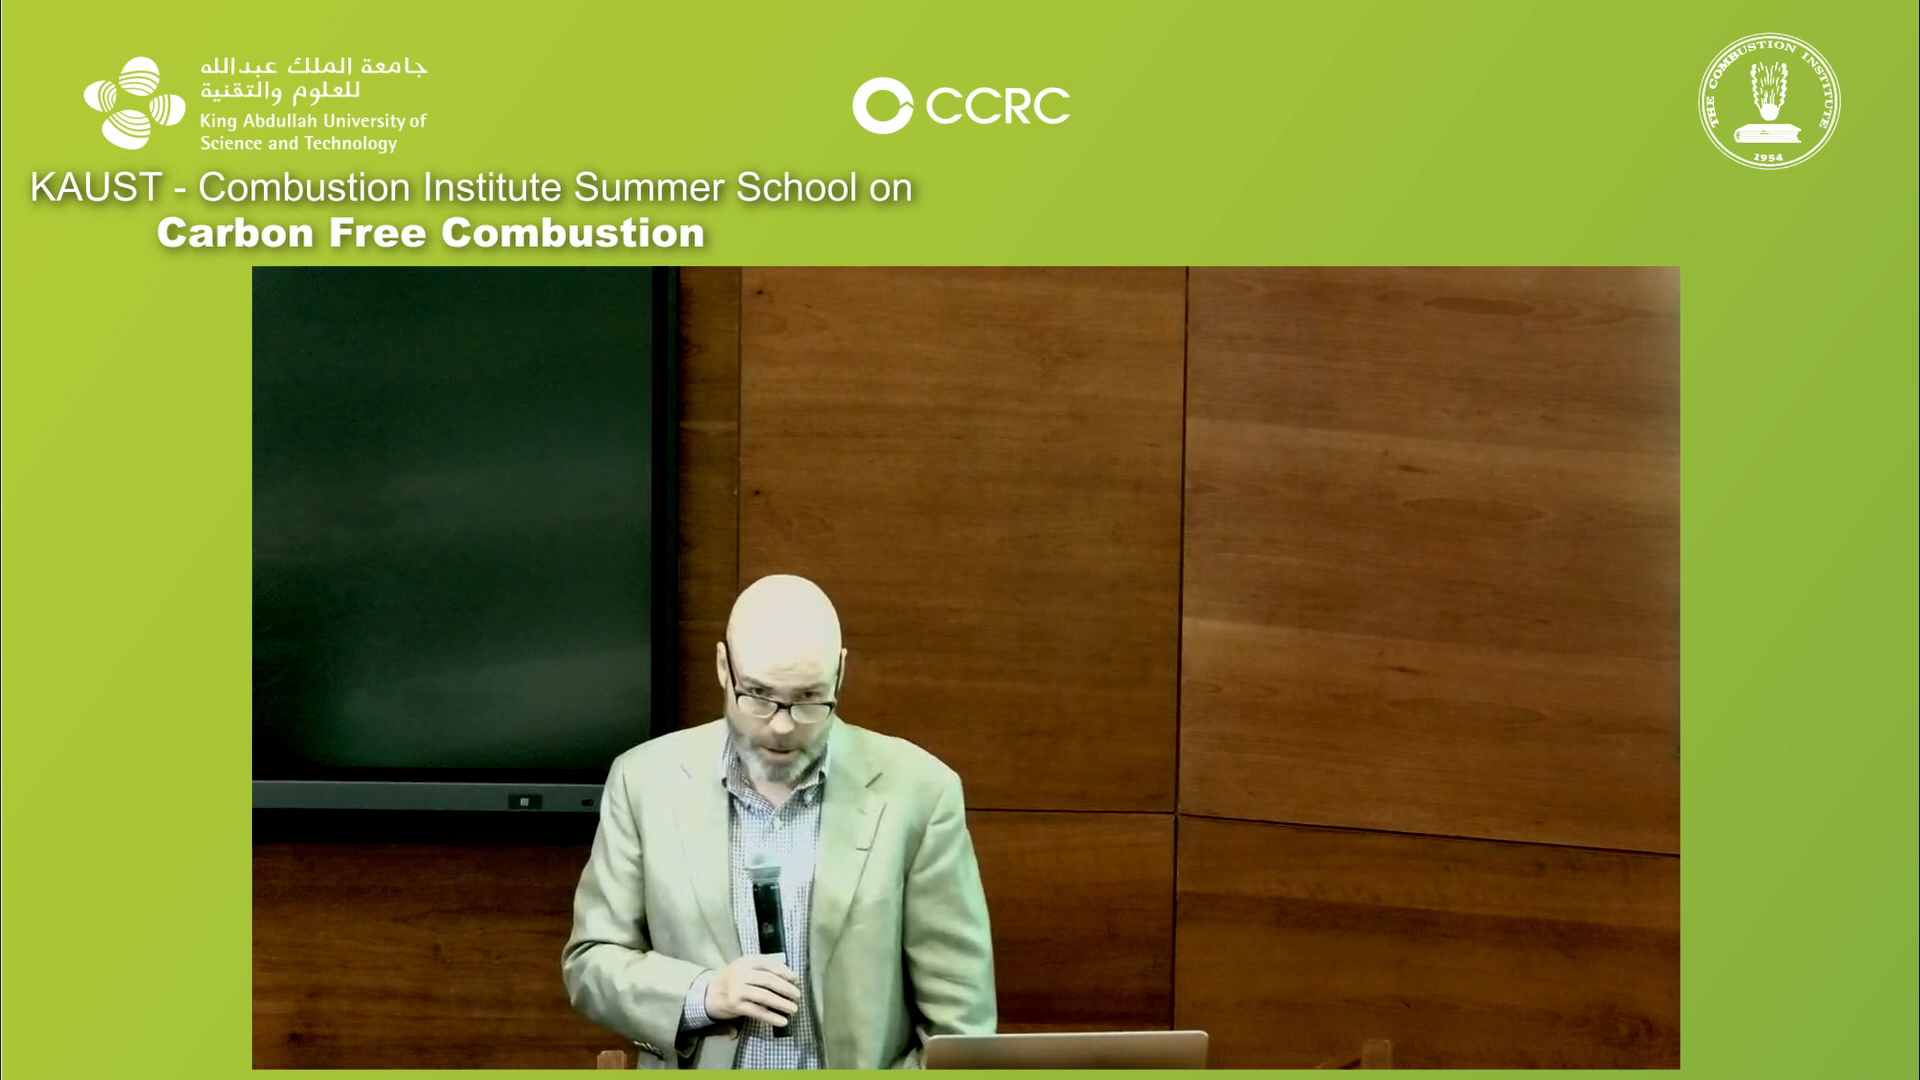 جامعة الملك عبدالله
للعلوم والتقنية
King Abdullah University of
Science and Technology
CCRC
THE COMBUSTION INSTITUTE
1954
KAUST - Combustion Institute Summer School on
Carbon Free Combustion